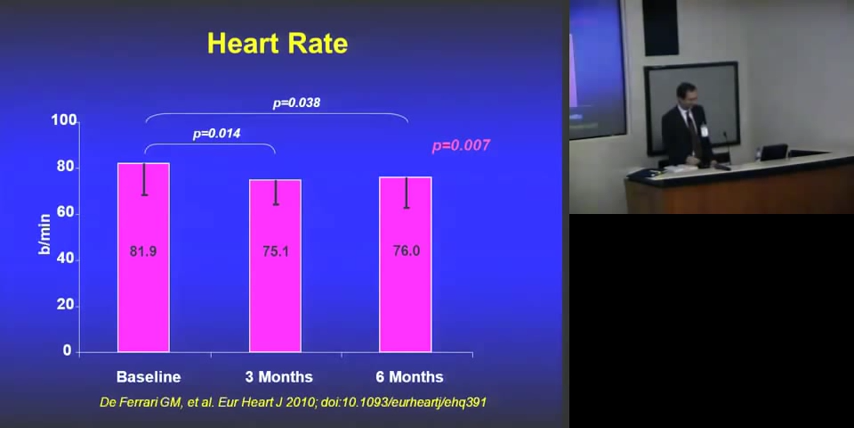 Heart Rate
p=0.038
p=0.014
p=0.007
100
80
60
40
20
0
b/min
81.9
75.1
76.0
Baseline
3 Months
6 Months
De Ferrari GM, et al. Eur Heart J 2010; doi:10.1093/eurheartj/ehq391